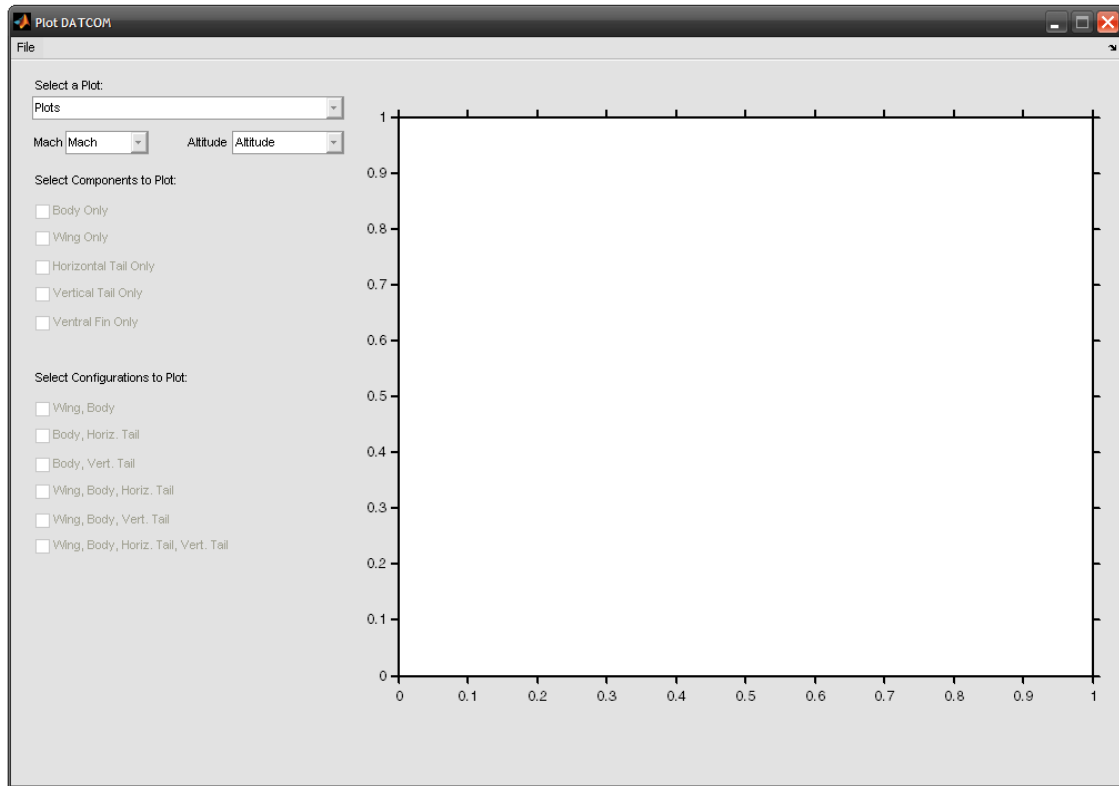 Plot DATCOM
File
Select a Plot:
Plots
Mach Mach Altitude Altitude
Select Components to Plot:
Body Only
Wing Only
Horizontal Tail Only
Vertical Tail Only
Ventral Fin Only
Select Configurations to Plot:
Wing, Body
Body, Horiz. Tail
Body, Vert. Tail
Wing, Body, Horiz. Tail
Wing, Body, Vert. Tail
Wing, Body, Horiz. Tail, Vert. Tail
1
0.9
0.8
0.7
0.6
0.5
0.4
0.3
0.2
0.1
0
0 0.1 0.2 0.3 0.4 0.5 0.6 0.7 0.8 0.9 1